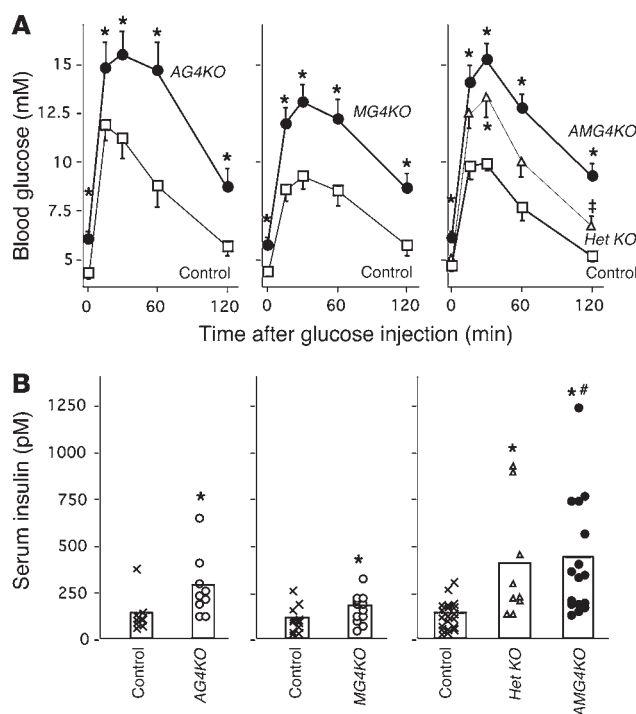 A
Blood glucose (mM)
15
12.5
10
7.5
5
* * * * *
AG4KO
Control
0 60 120
* * * * *
MG4KO
Control
0 60 120
* * * * * *
AMG4KO
‡
Het KO
Control
0 60 120
Time after glucose injection (min)
B
Serum insulin (pM)
1250
1000
750
500
250
0
*
Control
AG4KO
*
Control
MG4KO
*
* #
Control
Het KO
AMG4KO